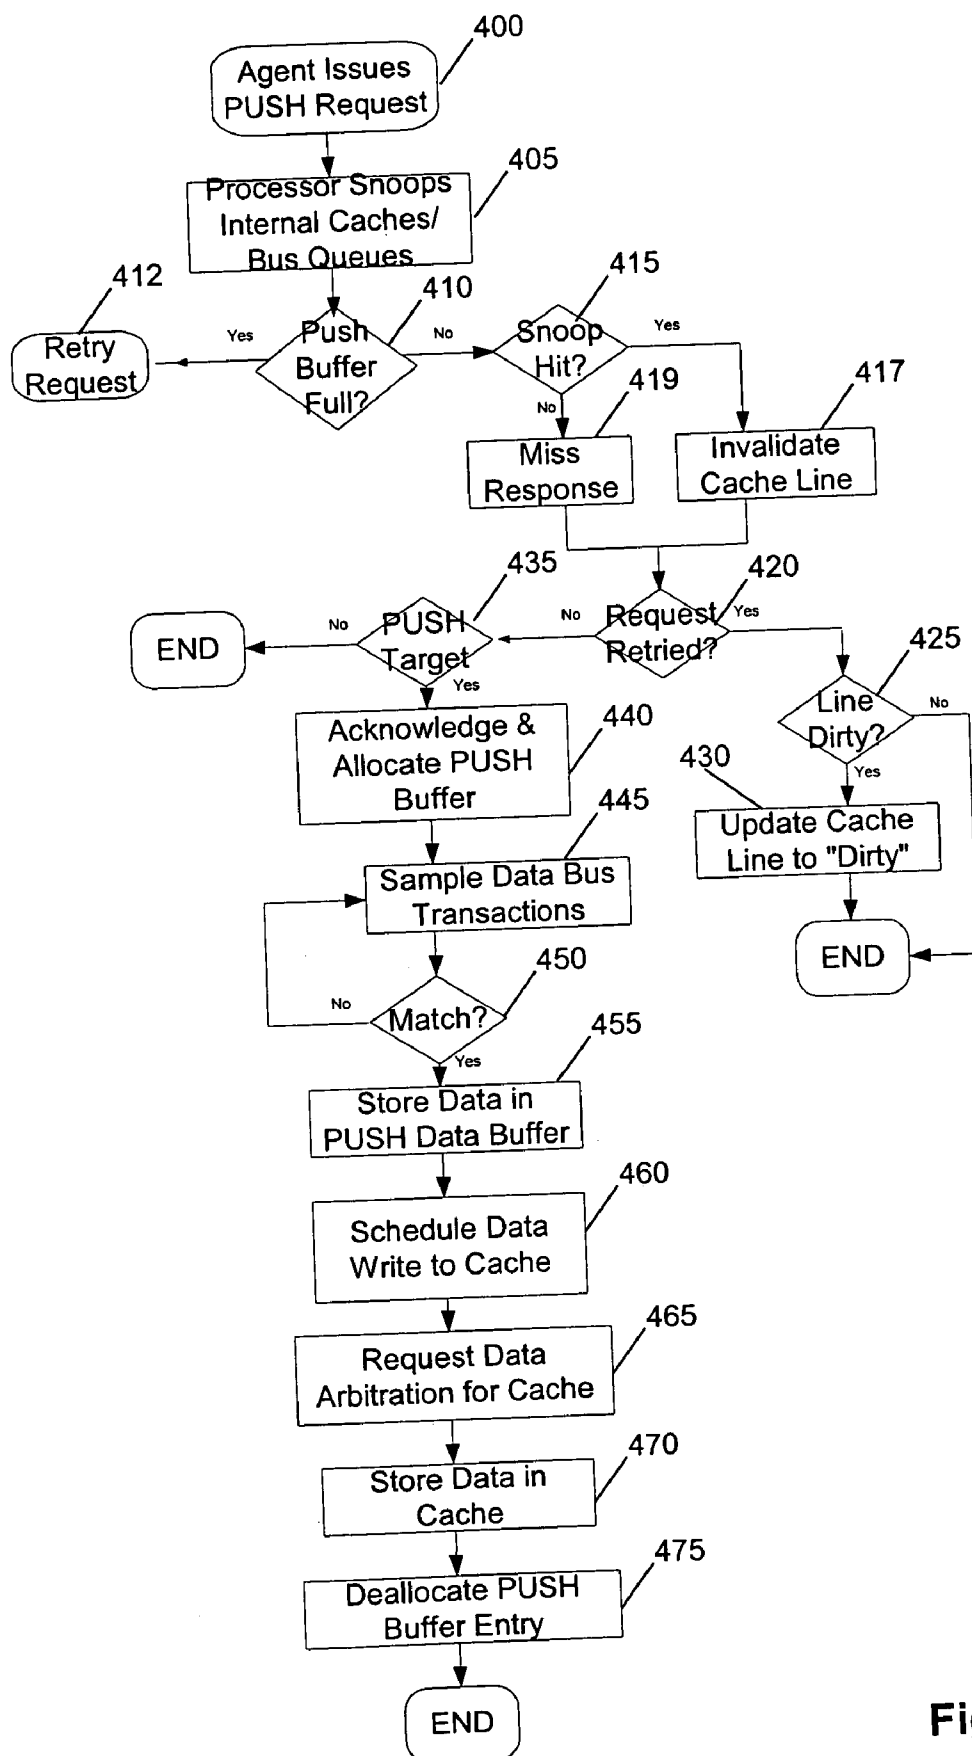 400
Agent Issues
PUSH Request
405
Processor Snoops
Internal Caches/
Bus Queues
412
410
415
Retry
Request
Yes
Push
Buffer
Full?
No
Snoop
Hit?
Yes
No
419
417
Miss
Response
Invalidate
Cache Line
435
420
END
No
PUSH
Target
Yes
No
Request
Retried?
Yes
425
Line
Dirty?
No
Yes
Acknowledge &
Allocate PUSH
Buffer
440
430
Update Cache
Line to "Dirty"
445
Sample Data Bus
Transactions
END
450
No
Match?
Yes
455
Store Data in
PUSH Data Buffer
460
Schedule Data
Write to Cache
465
Request Data
Arbitration for Cache
470
Store Data in
Cache
475
Deallocate PUSH
Buffer Entry
END